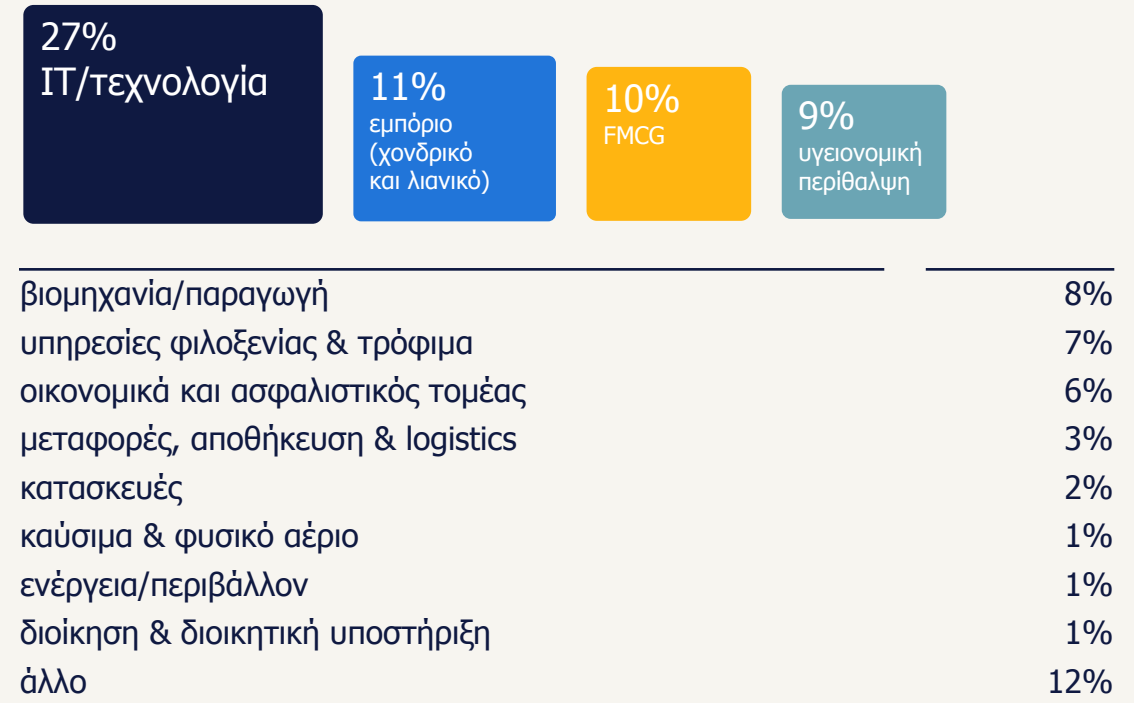 27%
IT/τεχνολογία
11%
εμπόριο
(χονδρικό
και λιανικό)
10%
FMCG
9%
υγειονομική
περίθαλψη
βιομηχανία/παραγωγή 8%
υπηρεσίες φιλοξενίας & τρόφιμα 7%
οικονομικά και ασφαλιστικός τομέας 6%
μεταφορές, αποθήκευση & logistics 3%
κατασκευές 2%
καύσιμα & φυσικό αέριο 1%
ενέργεια/περιβάλλον 1%
διοίκηση & διοικητική υποστήριξη 1%
άλλο 12%